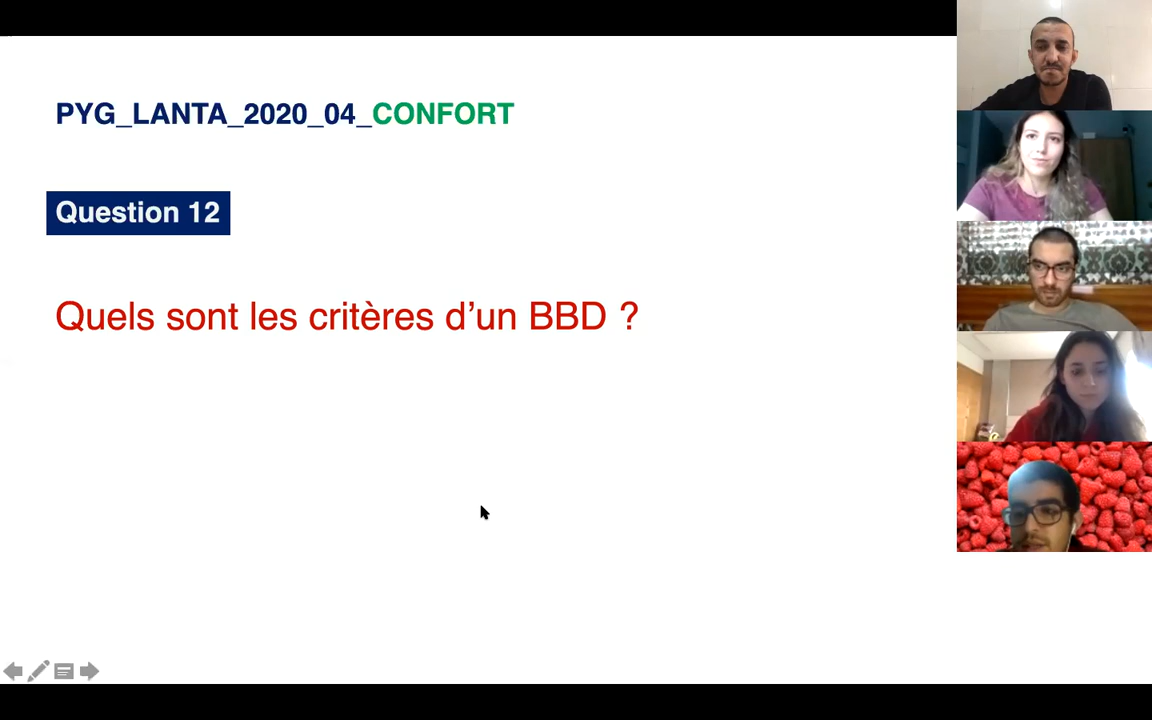 PYG_LANTA_2020_04_CONFORT
Question 12
Quels sont les critères d’un BBD ?